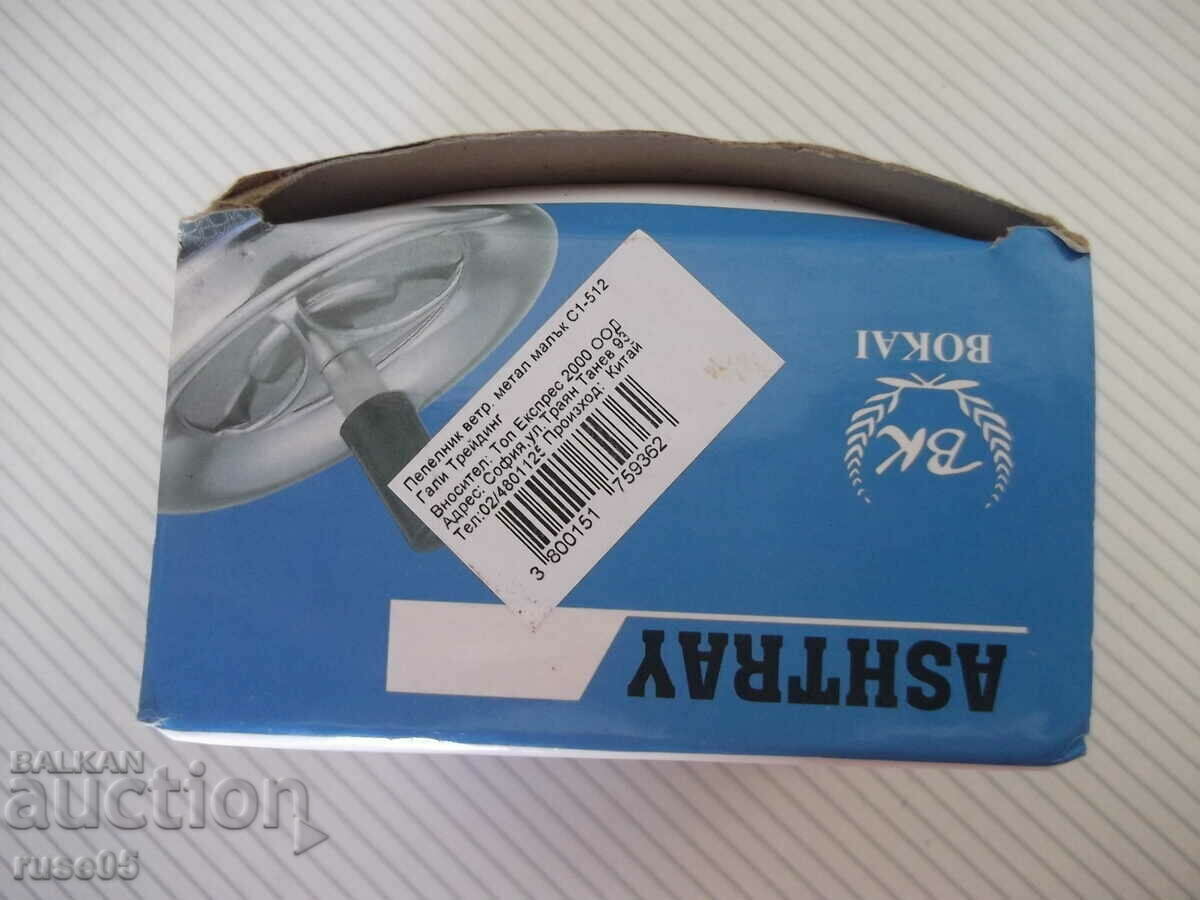 Пепелник ветр. метал малък С1-512
Гали Трейдинг
Вносител: Топ Експрес 2000 ООД
Адрес: София,ул.Траян Танев 93
Тел:02/4801125 Произход: Китай
3 800151 759362
BK
BOKAI
ASHTRAY
BALKAN
auction
ruse05